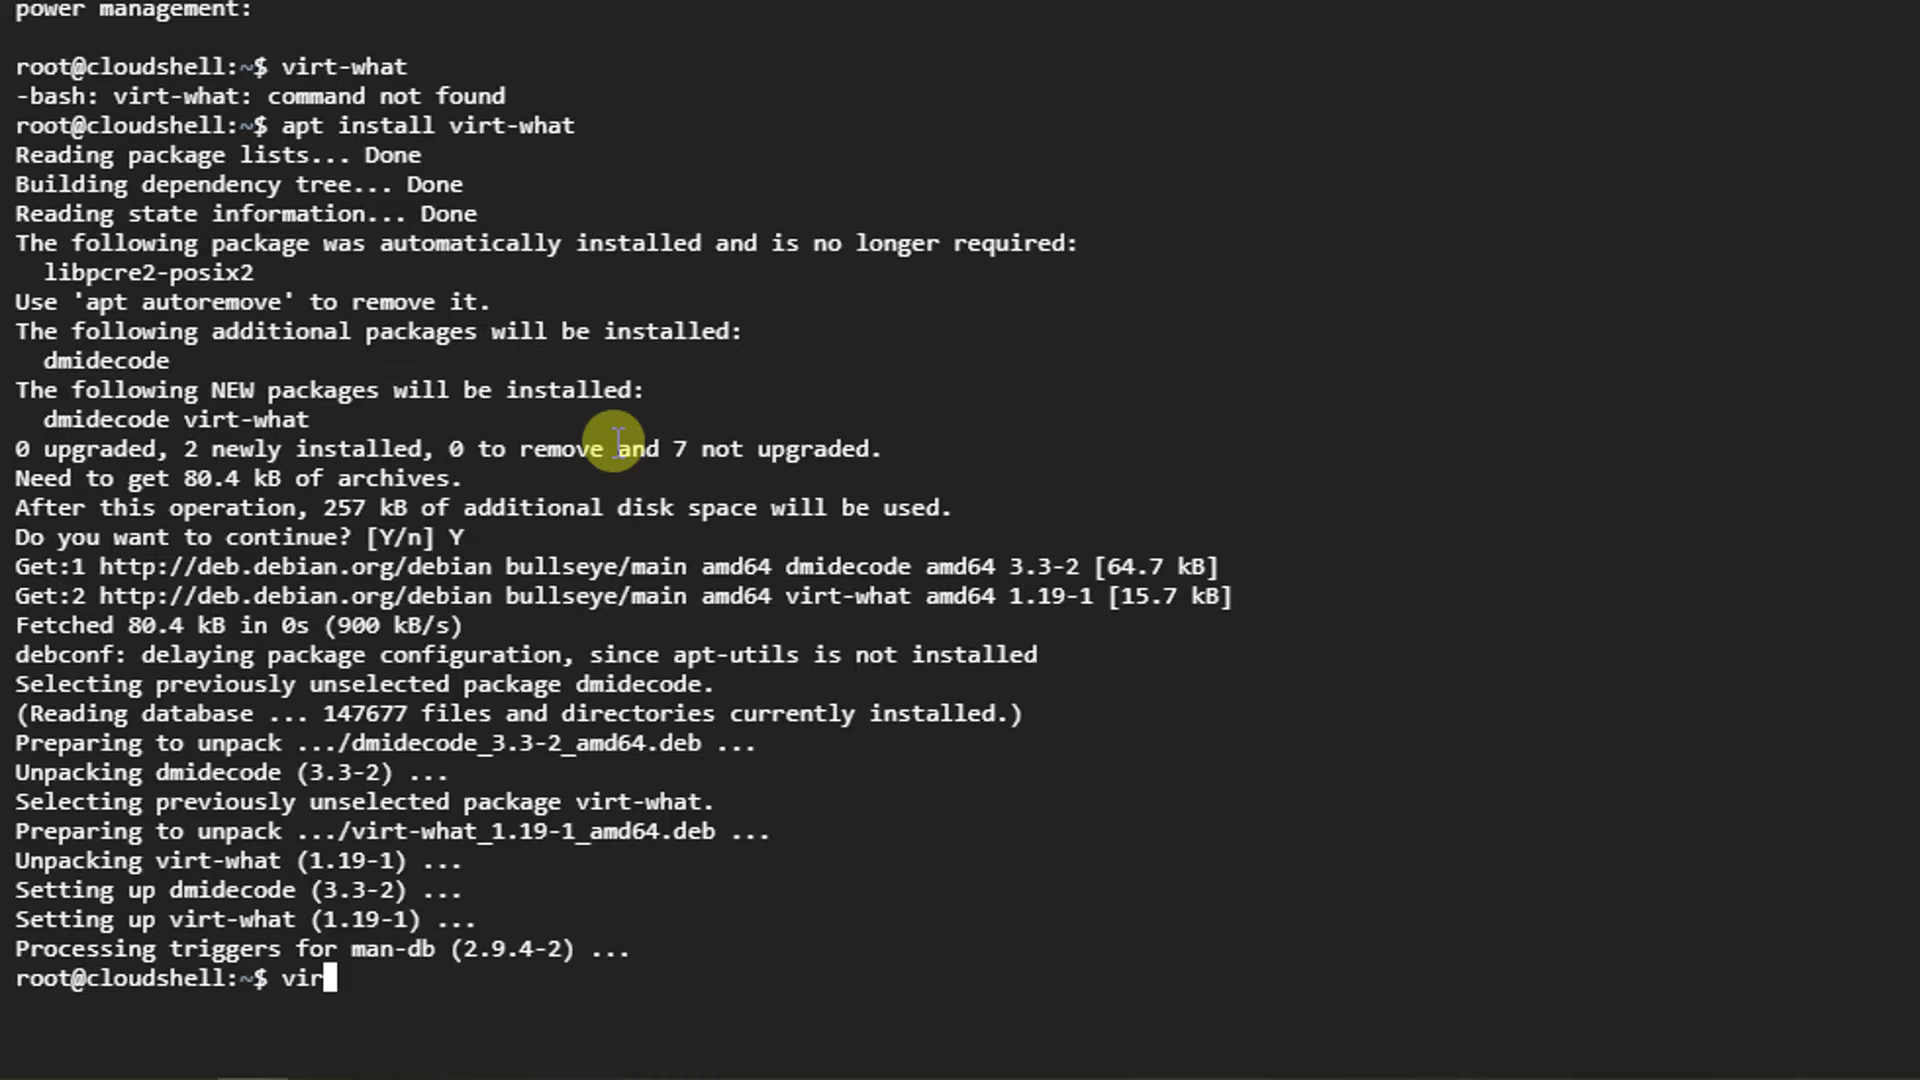 power management:
root@cloudshell:~$ virt-what
-bash: virt-what: command not found
root@cloudshell:~$ apt install virt-what
Reading package lists... Done
Building dependency tree... Done
Reading state information... Done
The following package was automatically installed and is no longer required:
  libpcre2-posix2
Use 'apt autoremove' to remove it.
The following additional packages will be installed:
  dmidecode
The following NEW packages will be installed:
  dmidecode virt-what
0 upgraded, 2 newly installed, 0 to remove and 7 not upgraded.
Need to get 80.4 kB of archives.
After this operation, 257 kB of additional disk space will be used.
Do you want to continue? [Y/n] Y
Get:1 http://deb.debian.org/debian bullseye/main amd64 dmidecode amd64 3.3-2 [64.7 kB]
Get:2 http://deb.debian.org/debian bullseye/main amd64 virt-what amd64 1.19-1 [15.7 kB]
Fetched 80.4 kB in 0s (900 kB/s)
debconf: delaying package configuration, since apt-utils is not installed
Selecting previously unselected package dmidecode.
(Reading database ... 147677 files and directories currently installed.)
Preparing to unpack .../dmidecode_3.3-2_amd64.deb ...
Unpacking dmidecode (3.3-2) ...
Selecting previously unselected package virt-what.
Preparing to unpack .../virt-what_1.19-1_amd64.deb ...
Unpacking virt-what (1.19-1) ...
Setting up dmidecode (3.3-2) ...
Setting up virt-what (1.19-1) ...
Processing triggers for man-db (2.9.4-2) ...
root@cloudshell:~$ vir